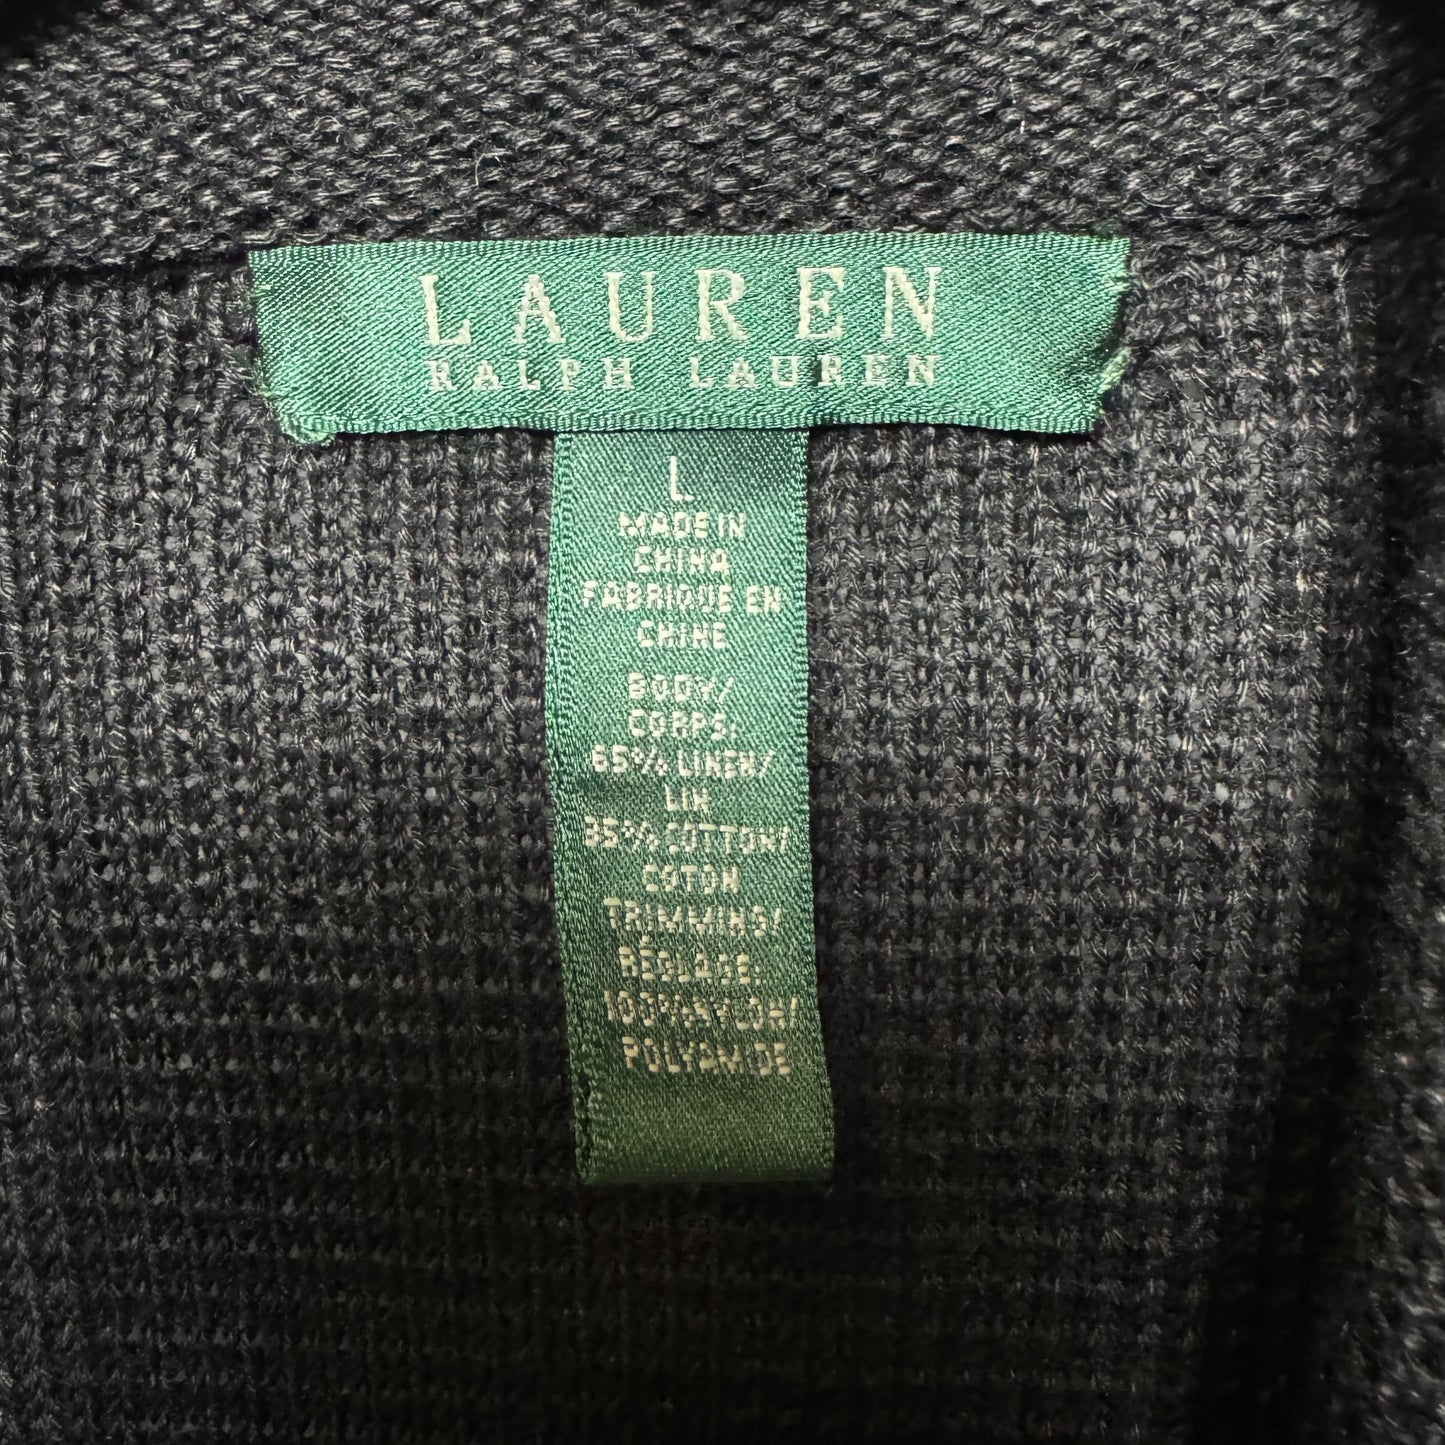 LAUREN
RALPH LAUREN
L
MADE IN
CHINA
FABRIQUE EN
CHINE
BODY/
CORPS:
65% LINEN/
LIN
35% COTTON/
COTON
TRIMMING/
RÉGLAGE:
100% NYLON/
POLYAMIDE